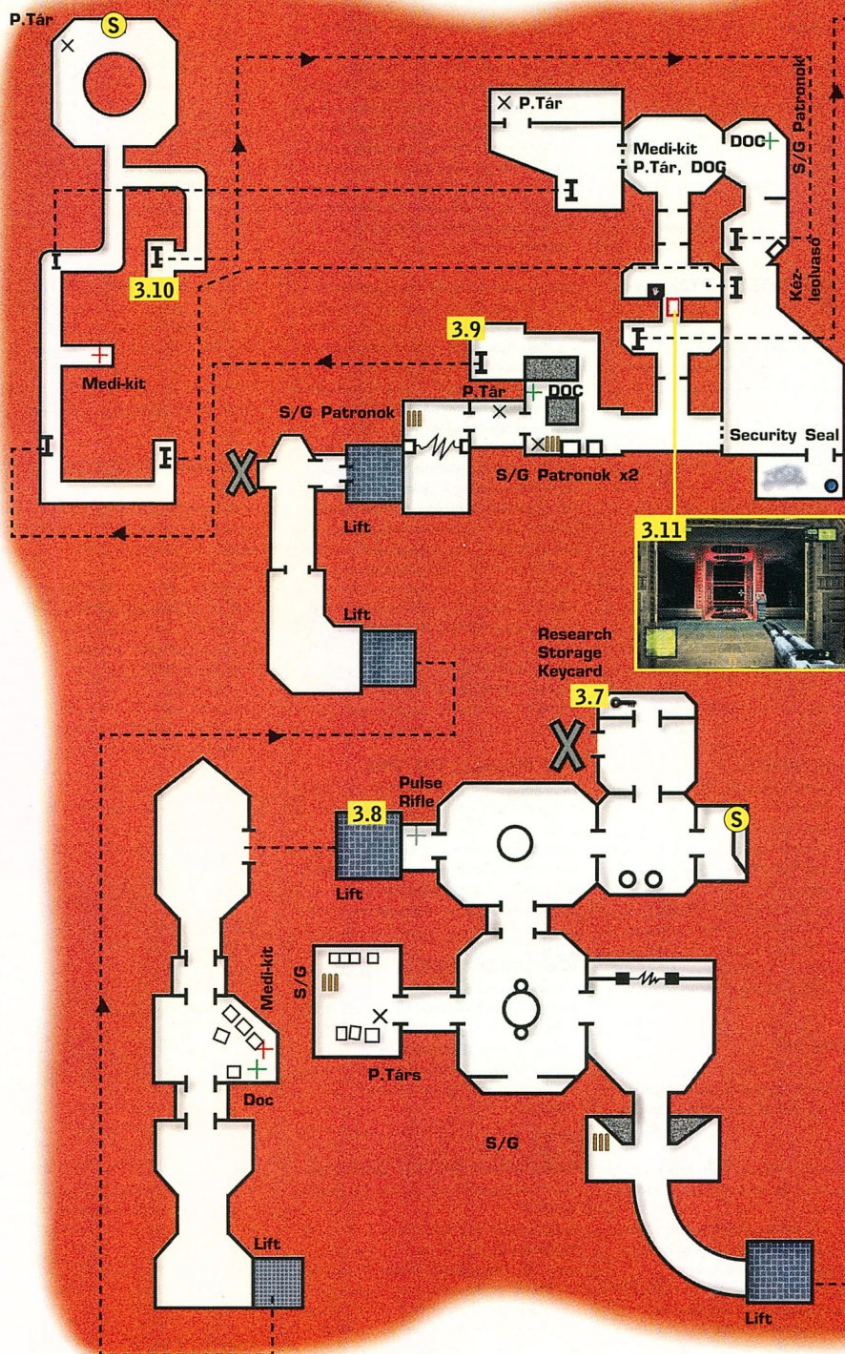 P.Tár
S
P.Tár
Medi-kit
P.Tár, DOC
DOC
S/G Patronok
Kéz-
leolvasó
3.10
3.9
Medi-kit
P.Tár
DOC
S/G Patronok
S/G Patronok x2
Security Seal
Lift
3.11
Lift
Research
Storage
Keycard
3.7
Pulse
Rifle
3.8
S
Lift
Medi-kit
S/G
P.Társ
Doc
S/G
Lift
Lift